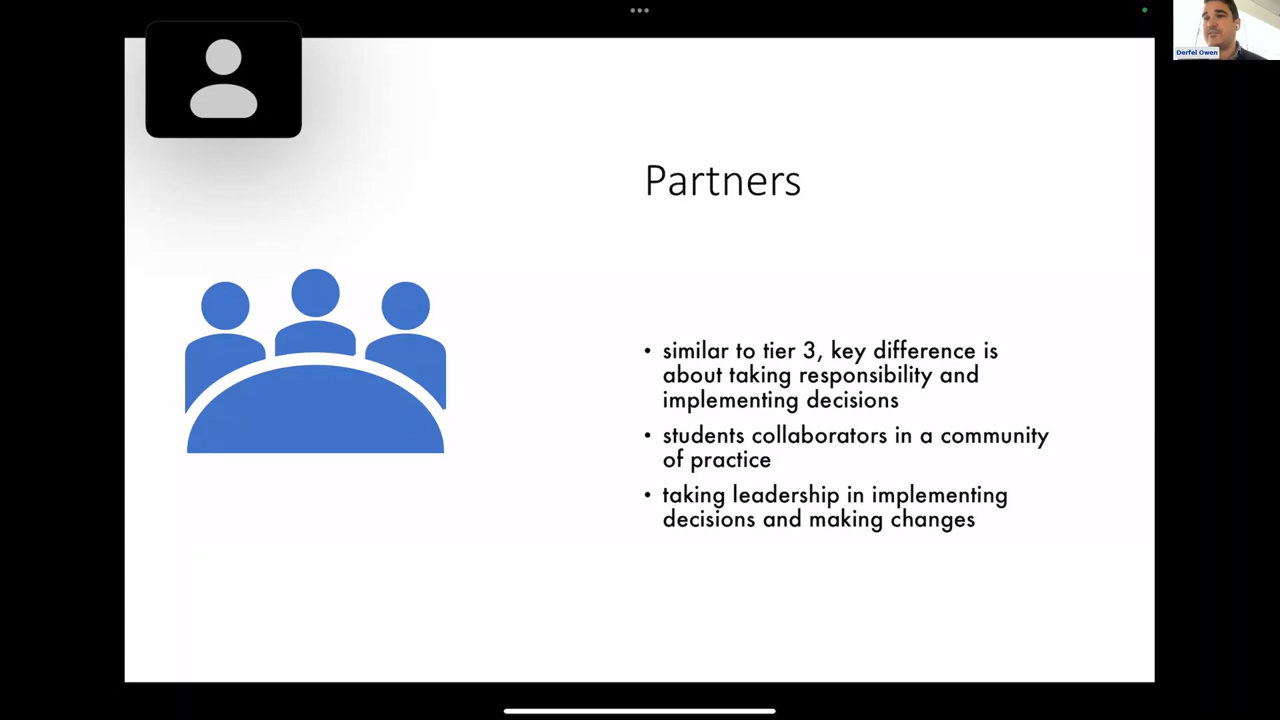 Derfel Owen
Partners
• similar to tier 3, key difference is
about taking responsibility and
implementing decisions
• students collaborators in a community
of practice
• taking leadership in implementing
decisions and making changes